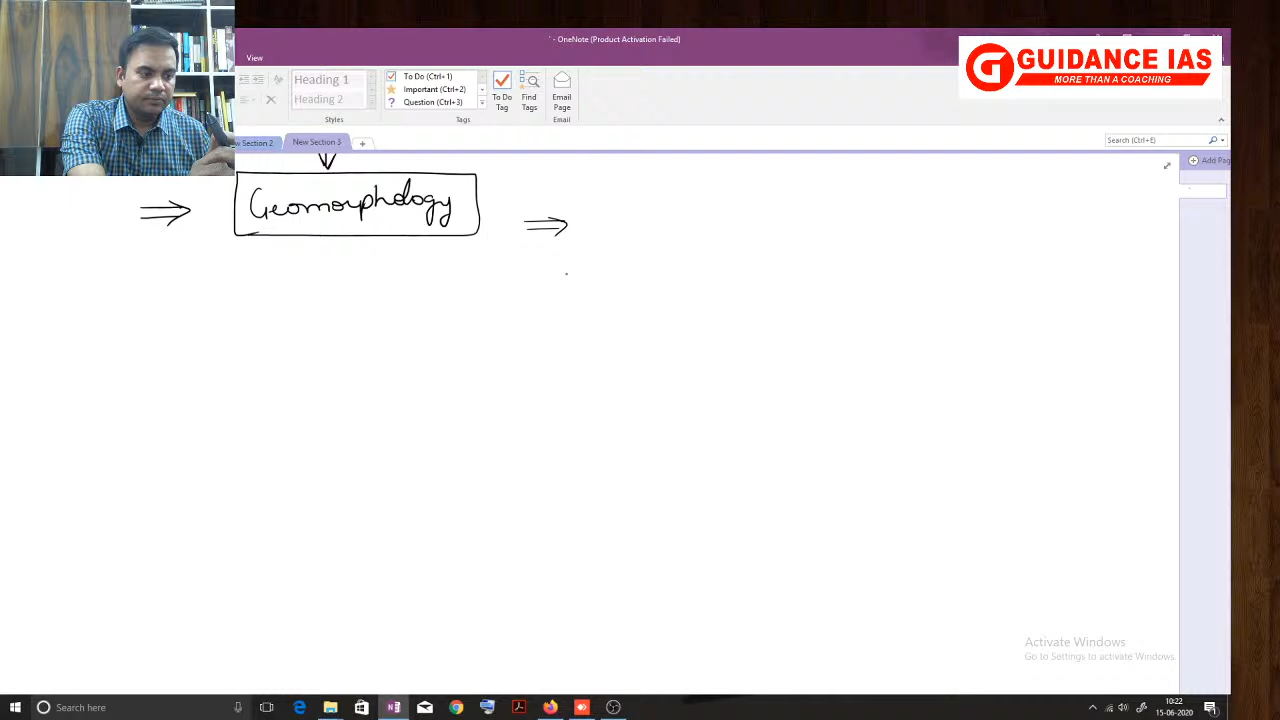 - OneNote (Product Activation Failed)
GUIDANCE IAS
MORE THAN A COACHING
View
Heading 1
Heading 2
To Do (Ctrl+1)
Important (Ctrl+2)
? Question (Ctrl+3)
To Do Tag
Find Tags
Email Page
Styles
Tags
Email
w Section 2
New Section 3
Search (Ctrl+E)
Add Pag
⇒ Geomorphology ⇒
Activate Windows
Go to Settings to activate Windows.
Search here
10:22
15-06-2020